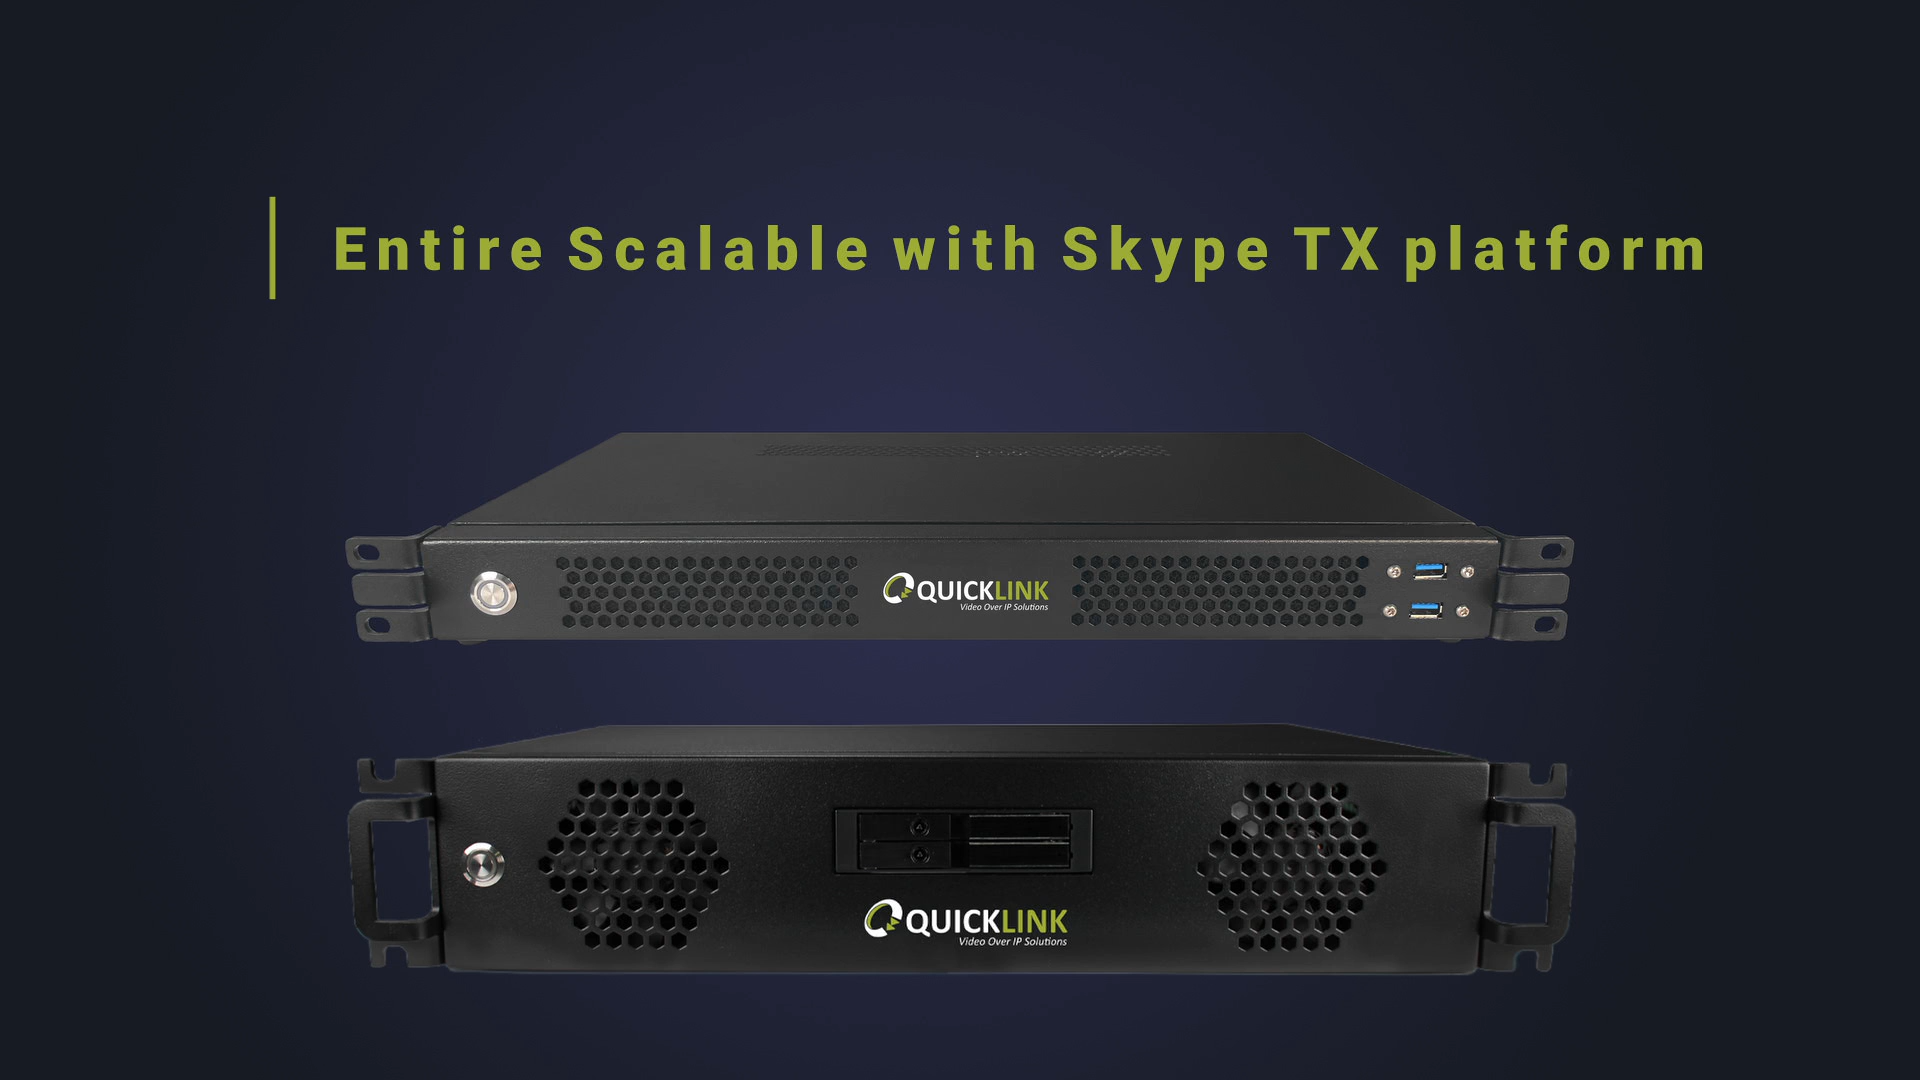 Entire Scalable with Skype TX platform
QUICKLINK
Video Over IP Solutions
QUICKLINK
Video Over IP Solutions